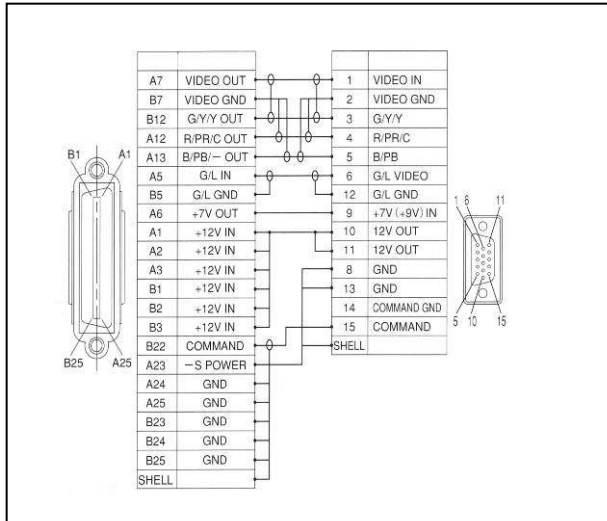 A7 VIDEO OUT 1 VIDEO IN
B7 VIDEO GND 2 VIDEO GND
B12 G/Y/Y OUT 3 G/Y/Y
A12 R/PR/C OUT 4 R/PR/C
A13 B/PB/− OUT 5 B/PB
A5 G/L IN 6 G/L VIDEO
B5 G/L GND 12 G/L GND
A6 +7V OUT 9 +7V (+9V) IN
A1 +12V IN 10 12V OUT
A2 +12V IN 11 12V OUT
A3 +12V IN 8 GND
B1 +12V IN 13 GND
B2 +12V IN 14 COMMAND GND
B3 +12V IN 15 COMMAND
B22 COMMAND SHELL
A23 −S POWER
A24 GND
A25 GND
B23 GND
B24 GND
B25 GND
SHELL
B1 A1
B25 A25
1 6 11
5 10 15